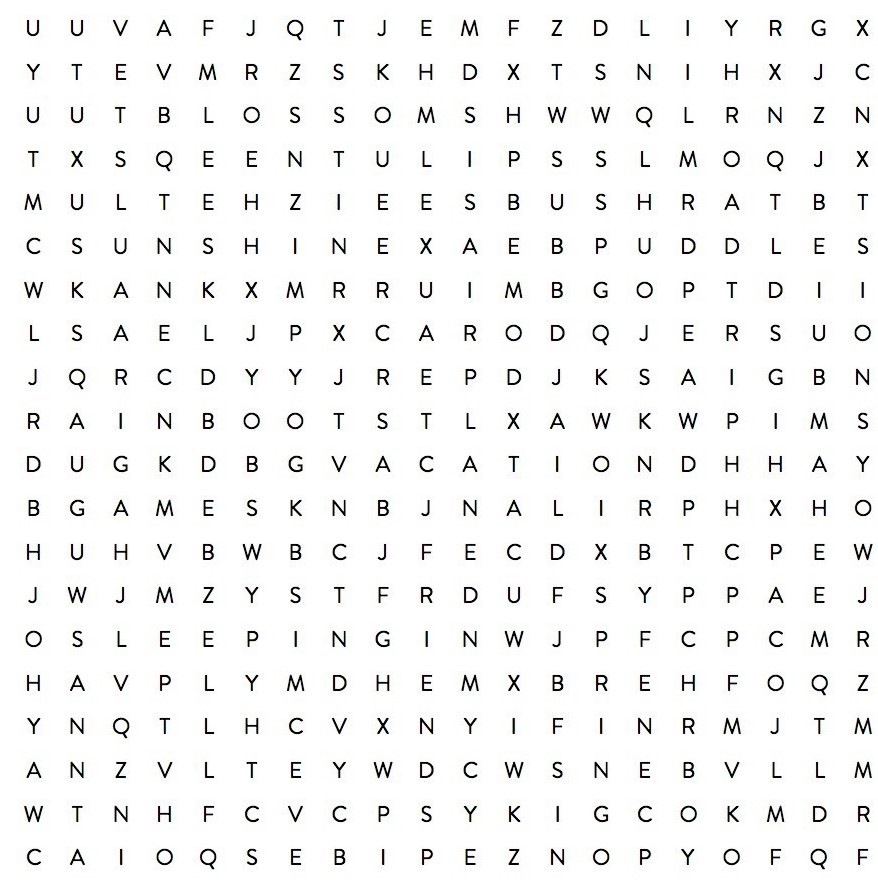 U U V A F J Q T J E M F Z D L I Y R G X
Y T E V M R Z S K H D X T S N I H X J C
U U T B L O S S O M S H W W Q L R N Z N
T X S Q E E N T U L I P S S L M O Q J X
M U L T E H Z I E E S B U S H R A T B T
C S U N S H I N E X A E B P U D D L E S
W K A N K X M R R U I M B G O P T D I I
L S A E L J P X C A R O D Q J E R S U O
J Q R C D Y Y J R E P D J K S A I G B N
R A I N B O O T S T L X A W K W P I M S
D U G K D B G V A C A T I O N D H H A Y
B G A M E S K N B J N A L I R P H X H O
H U H V B W B C J F E C D X B T C P E W
J W J M Z Y S T F R D U F S Y P P A E J
O S L E E P I N G I N W J P F C P C M R
H A V P L Y M D H E M X B R E H F O Q Z
Y N Q T L H C V X N Y I F I N R M J T M
A N Z V L T E Y W D C W S N E B V L L M
W T N H F C V C P S Y K I G C O K M D R
C A I O Q S E B I P E Z N O P Y O F Q F